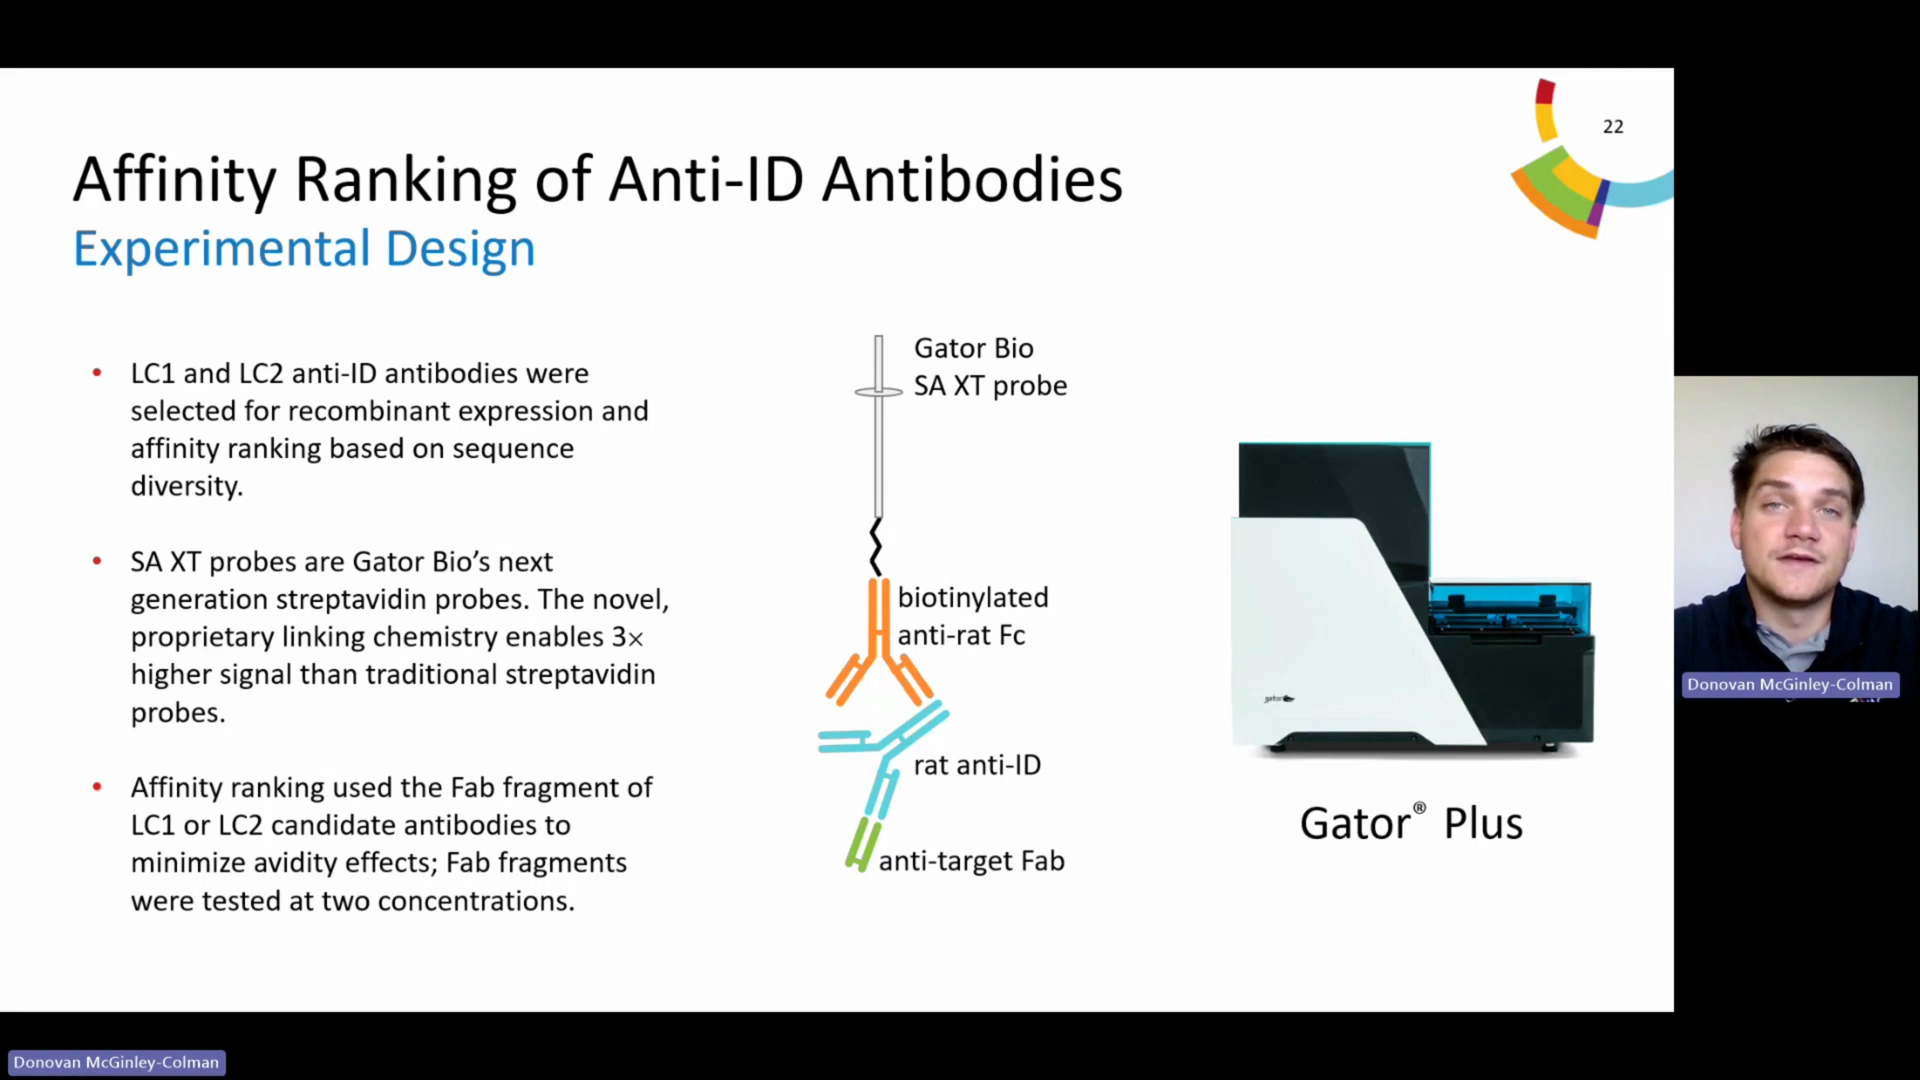 22
Affinity Ranking of Anti-ID Antibodies
Experimental Design
• LC1 and LC2 anti-ID antibodies were
selected for recombinant expression and
affinity ranking based on sequence
diversity.
• SA XT probes are Gator Bio’s next
generation streptavidin probes. The novel,
proprietary linking chemistry enables 3×
higher signal than traditional streptavidin
probes.
• Affinity ranking used the Fab fragment of
LC1 or LC2 candidate antibodies to
minimize avidity effects; Fab fragments
were tested at two concentrations.
Gator Bio
SA XT probe
biotinylated
anti-rat Fc
rat anti-ID
anti-target Fab
gator
Gator® Plus
Donovan McGinley-Colman
Donovan McGinley-Colman